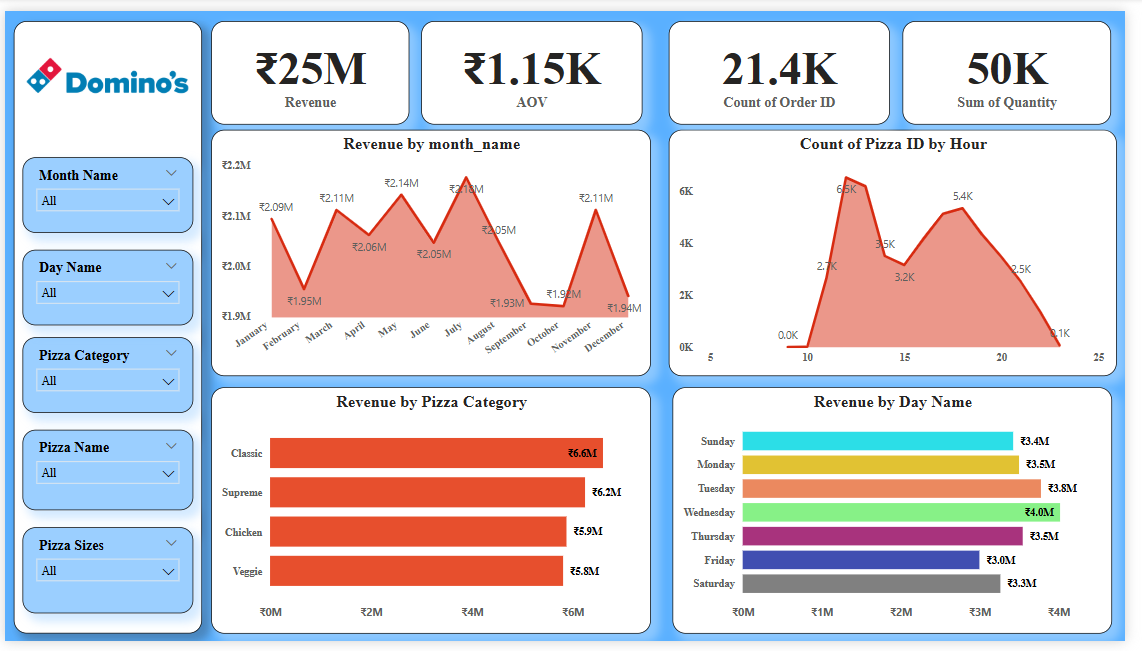 Domino's
Month Name
All
Day Name
All
Pizza Category
All
Pizza Name
All
Pizza Sizes
All
₹25M
Revenue
₹1.15K
AOV
21.4K
Count of Order ID
50K
Sum of Quantity
Revenue by month_name
₹2.2M
₹2.1M
₹2.0M
₹1.9M
₹2.09M
₹1.95M
₹2.11M
₹2.06M
₹2.14M
₹2.05M
₹2.18M
₹2.05M
₹1.93M
₹1.92M
₹2.11M
₹1.94M
January
February
March
April
May
June
July
August
September
October
November
December
Count of Pizza ID by Hour
6K
4K
2K
0K
0.0K
2.7K
6.5K
3.5K
3.2K
5.4K
2.5K
0.1K
5 10 15 20 25
Revenue by Pizza Category
Classic ₹6.6M
Supreme ₹6.2M
Chicken ₹5.9M
Veggie ₹5.8M
₹0M ₹2M ₹4M ₹6M
Revenue by Day Name
Sunday ₹3.4M
Monday ₹3.5M
Tuesday ₹3.8M
Wednesday ₹4.0M
Thursday ₹3.5M
Friday ₹3.0M
Saturday ₹3.3M
₹0M ₹1M ₹2M ₹3M ₹4M